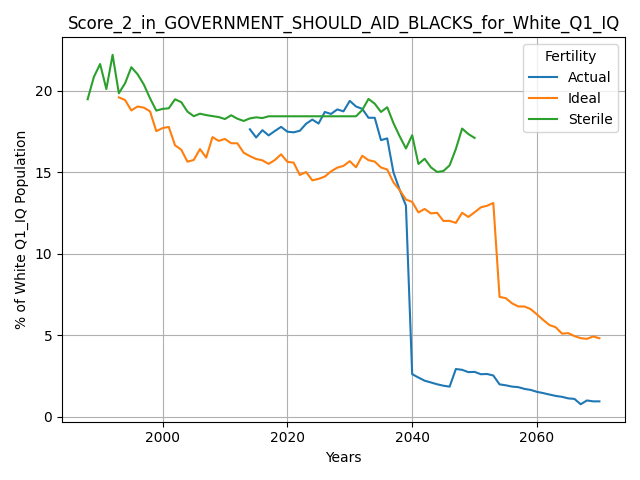 Score_2_in_GOVERNMENT_SHOULD_AID_BLACKS_for_White_Q1_IQ
Fertility
Actual
Ideal
Sterile
% of White Q1_IQ Population
20
15
10
5
0
2000
2020
2040
2060
Years